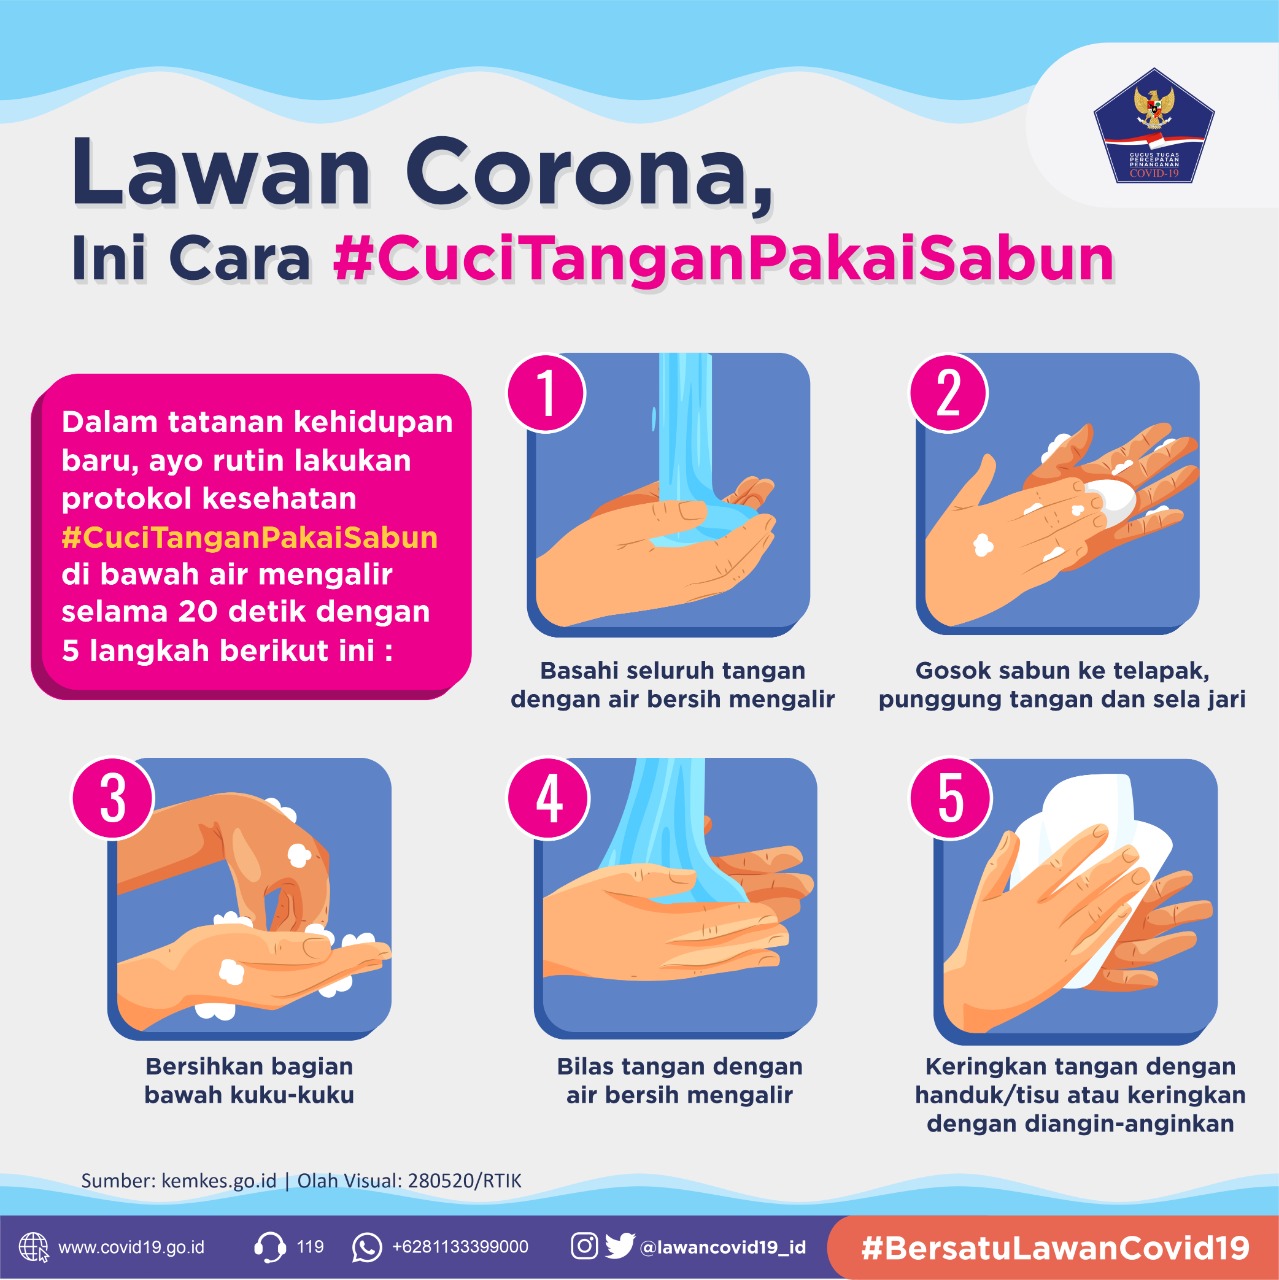 GUGUS TUGAS
PERCEPATAN
PENANGANAN
COVID-19
Lawan Corona,
Ini Cara #CuciTanganPakaiSabun
Dalam tatanan kehidupan
baru, ayo rutin lakukan
protokol kesehatan
#CuciTanganPakaiSabun
di bawah air mengalir
selama 20 detik dengan
5 langkah berikut ini :
1
Basahi seluruh tangan
dengan air bersih mengalir
2
Gosok sabun ke telapak,
punggung tangan dan sela jari
3
Bersihkan bagian
bawah kuku-kuku
4
Bilas tangan dengan
air bersih mengalir
5
Keringkan tangan dengan
handuk/tisu atau keringkan
dengan diangin-anginkan
Sumber: kemkes.go.id | Olah Visual: 280520/RTIK
www.covid19.go.id 119 +6281133399000 @lawancovid19_id #BersatuLawanCovid19